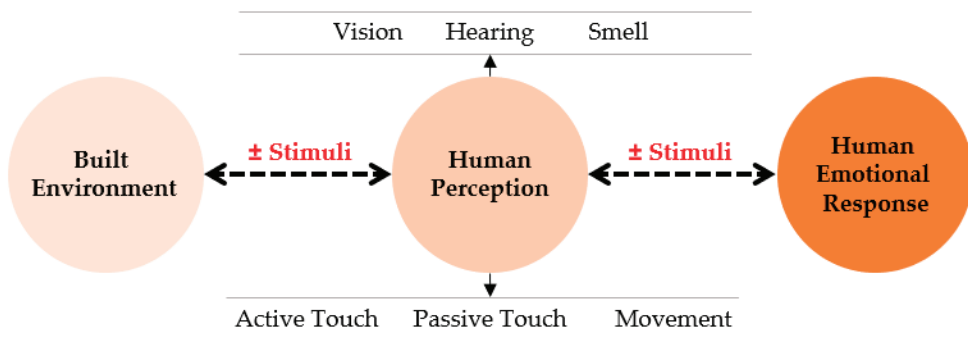 Vision Hearing Smell
± Stimuli ± Stimuli
Built
Environment
Human
Perception
Human
Emotional
Response
Active Touch Passive Touch Movement